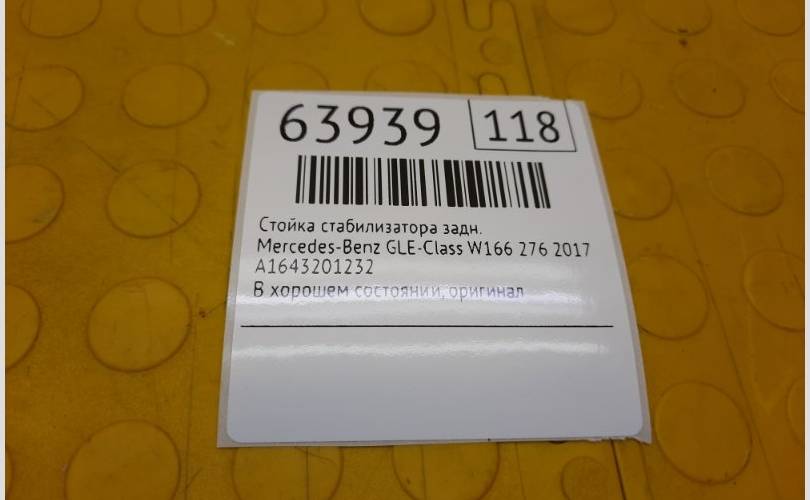 63939 118
Стойка стабилизатора задн.
Mercedes-Benz GLE-Class W166 276 2017
A1643201232
В хорошем состоянии, оригинал